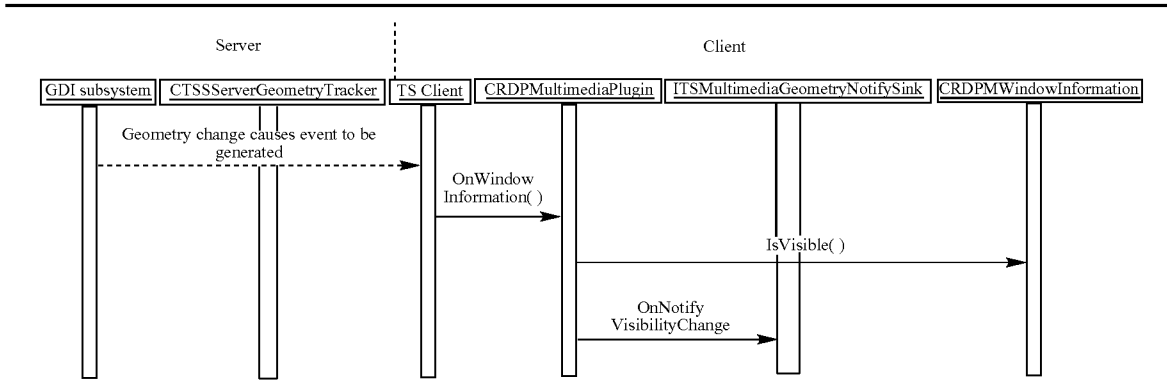 Server
Client
GDI subsystem
CTSSServerGeometryTracker
TS Client
CRDPMultimediaPlugin
ITSMultimediaGeometryNotifySink
CRDPMWindowInformation
Geometry change causes event to be
generated
OnWindow
Information( )
IsVisible( )
OnNotify
VisibilityChange